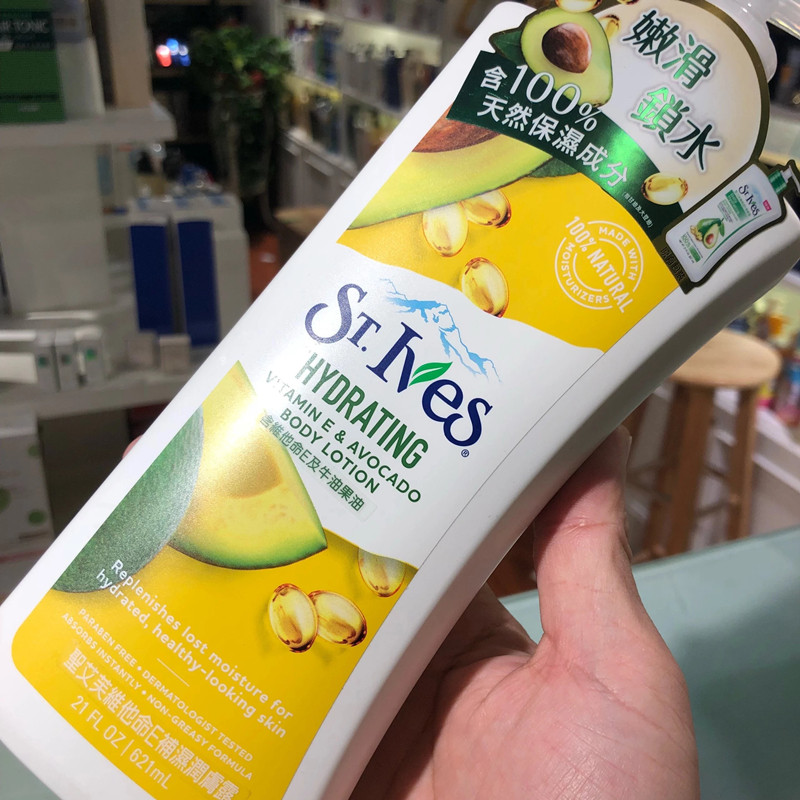 嫩滑
鎖水
含100%
天然保濕成分
St. Ives
MADE WITH
100% NATURAL
MOISTURIZERS
ST. IVES
HYDRATING
VITAMIN E & AVOCADO
BODY LOTION
含維他命E及牛油果油
Replenishes lost moisture for
hydrated, healthy-looking skin
PARABEN FREE • DERMATOLOGIST TESTED
ABSORBS INSTANTLY • NON-GREASY FORMULA
聖艾芙維他命E補濕潤膚露
21 FL OZ | 621mL
TONIC